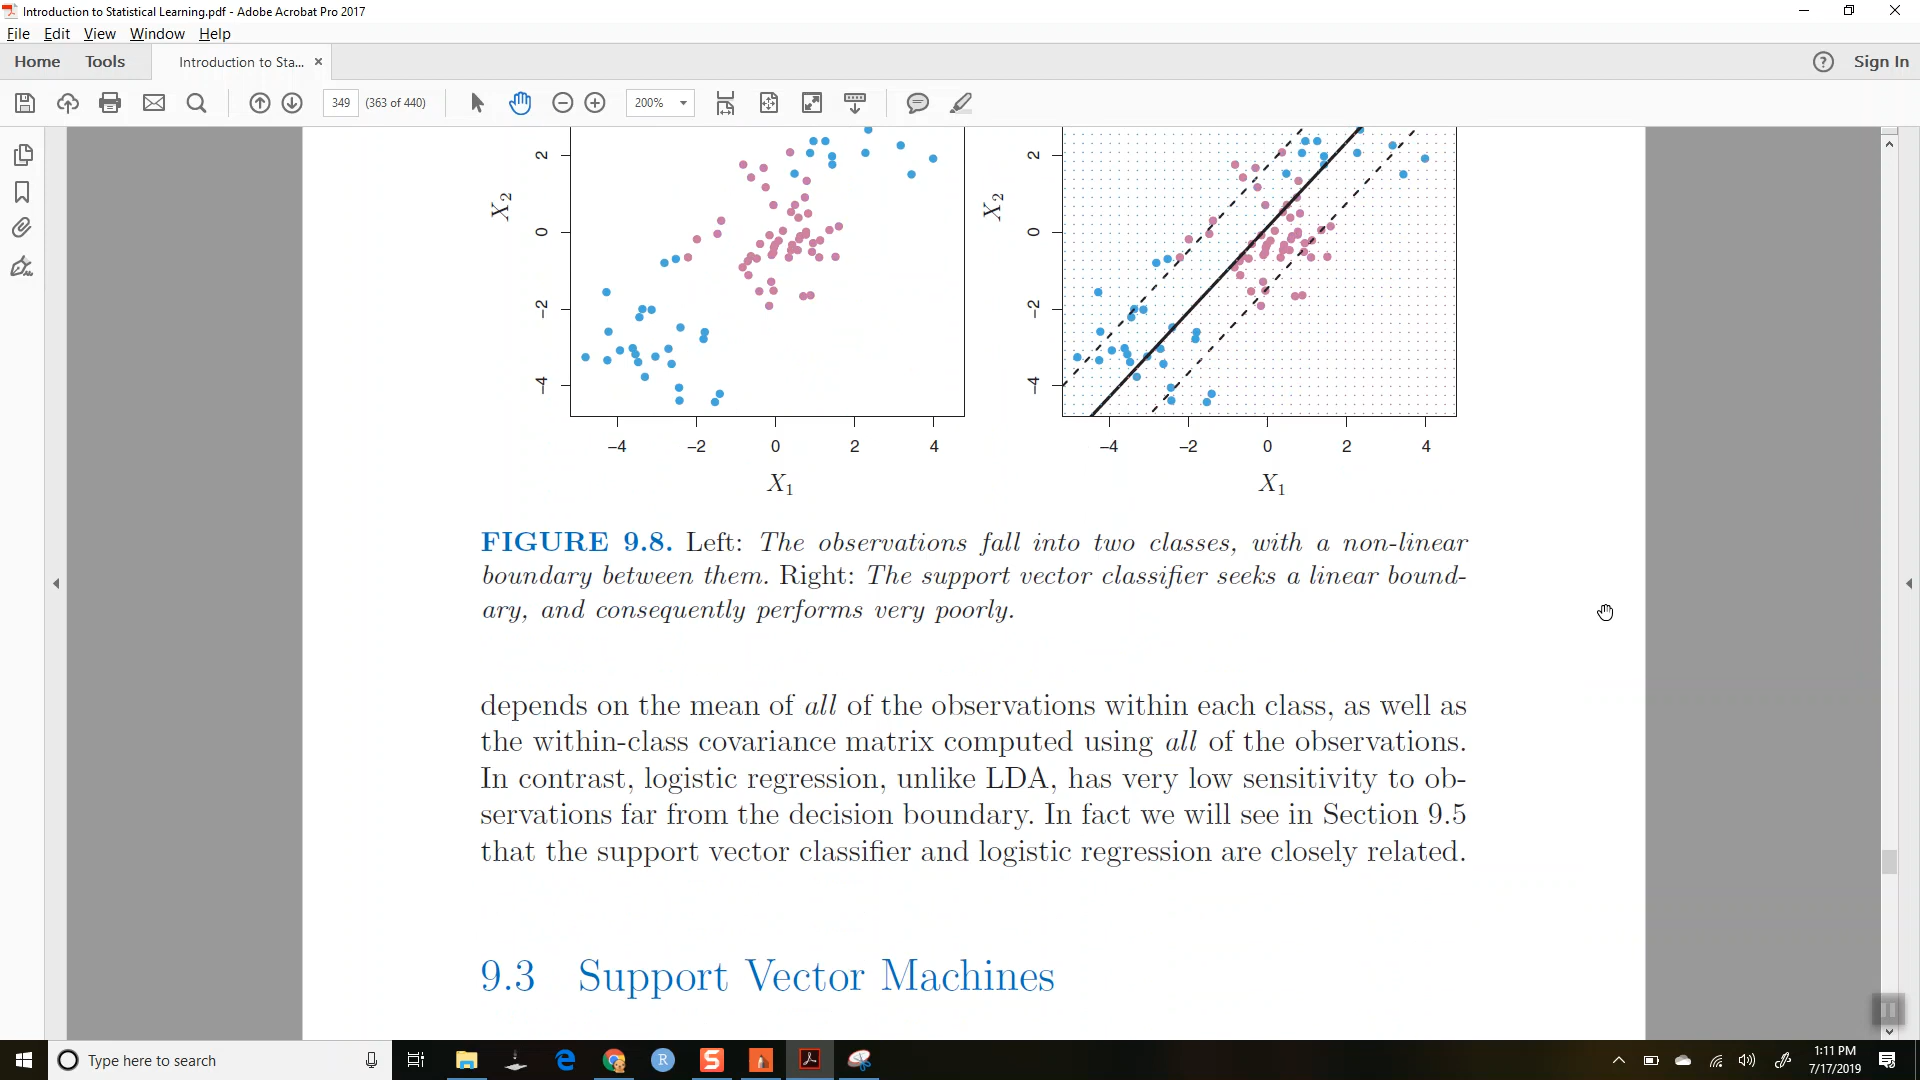 Introduction to Statistical Learning.pdf - Adobe Acrobat Pro 2017
File Edit View Window Help
Home Tools Introduction to Sta... × Sign In
349 (363 of 440) 200%
2
0
−2
−4
X2
−4 −2 0 2 4
X1
2
0
−2
−4
X2
−4 −2 0 2 4
X1
FIGURE 9.8. Left: The observations fall into two classes, with a non-linear
boundary between them. Right: The support vector classifier seeks a linear bound-
ary, and consequently performs very poorly.
depends on the mean of all of the observations within each class, as well as
the within-class covariance matrix computed using all of the observations.
In contrast, logistic regression, unlike LDA, has very low sensitivity to ob-
servations far from the decision boundary. In fact we will see in Section 9.5
that the support vector classifier and logistic regression are closely related.
9.3 Support Vector Machines
Type here to search
1:11 PM
7/17/2019